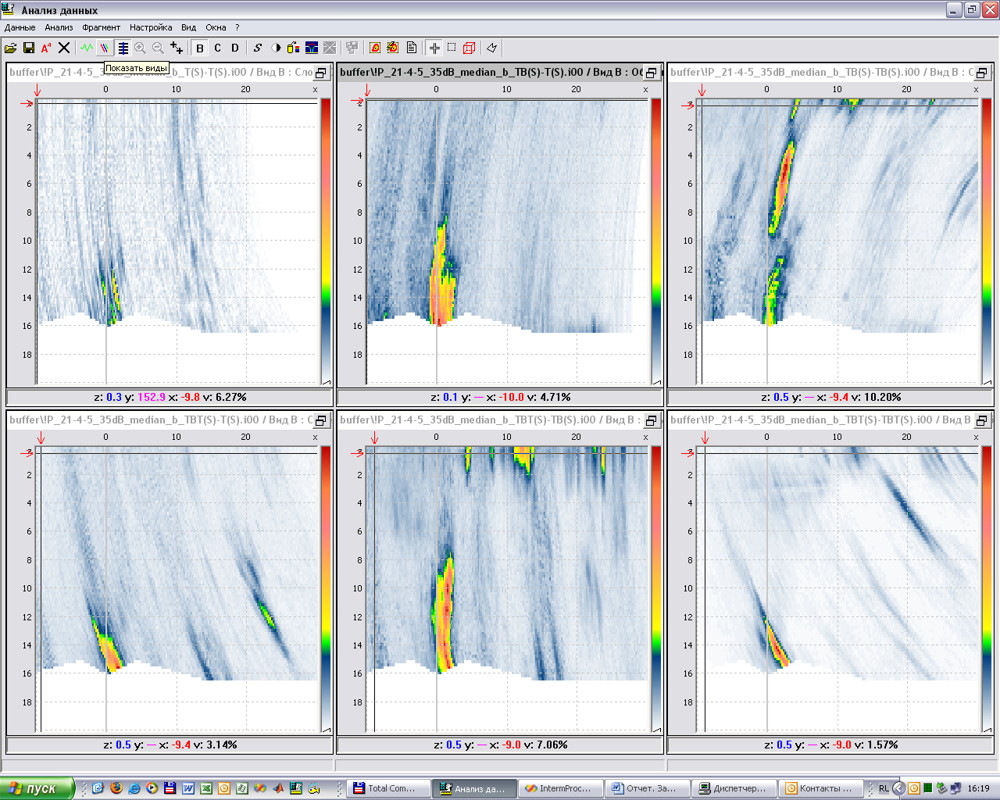 Анализ данных
Данные Анализ Фрагмент Настройка Вид Окна ?
B C D
Показать виды
buffer\!P_21-4-5_35dB_median_b_T(S)-T(S).i00 / Вид B : Сло
0 10 20 x
z
2
4
6
8
10
12
14
16
18
z: 0.3 y: 152.9 x: -9.8 v: 6.27%
buffer\!P_21-4-5_35dB_median_b_TB(S)-T(S).i00 / Вид B : Об
0 10 20 x
z
2
4
6
8
10
12
14
16
18
z: 0.1 y: — x: -10.0 v: 4.71%
buffer\!P_21-4-5_35dB_median_b_TB(S)-TB(S).i00 / Вид B : С
0 10 20 x
z
2
4
6
8
10
12
14
16
18
z: 0.5 y: — x: -9.4 v: 10.20%
buffer\!P_21-4-5_35dB_median_b_TBT(S)-T(S).i00 / Вид B : С
0 10 20 x
z
2
4
6
8
10
12
14
16
18
z: 0.5 y: — x: -9.4 v: 3.14%
buffer\!P_21-4-5_35dB_median_b_TBT(S)-TB(S).i00 / Вид B :
0 10 20 x
z
2
4
6
8
10
12
14
16
18
z: 0.5 y: — x: -9.0 v: 7.06%
buffer\!P_21-4-5_35dB_median_b_TBT(S)-TBT(S).i00 / Вид B
0 10 20 x
z
2
4
6
8
10
12
14
16
18
z: 0.5 y: — x: -9.0 v: 1.57%
пуск Total Com... Анализ да... IntermProc... Отчет. За... Диспетчер... Контакты ... RL 16:19